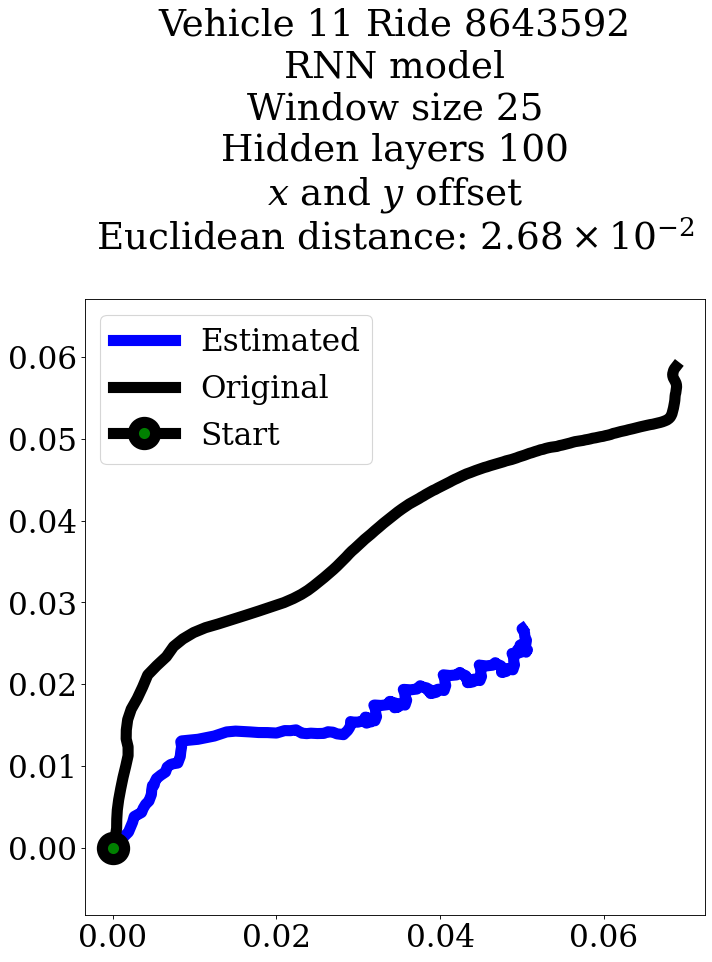 Vehicle 11 Ride 8643592
RNN model
Window size 25
Hidden layers 100
x and y offset
Euclidean distance: 2.68 × 10⁻²
Estimated
Original
Start
0.06
0.05
0.04
0.03
0.02
0.01
0.00
0.00 0.02 0.04 0.06